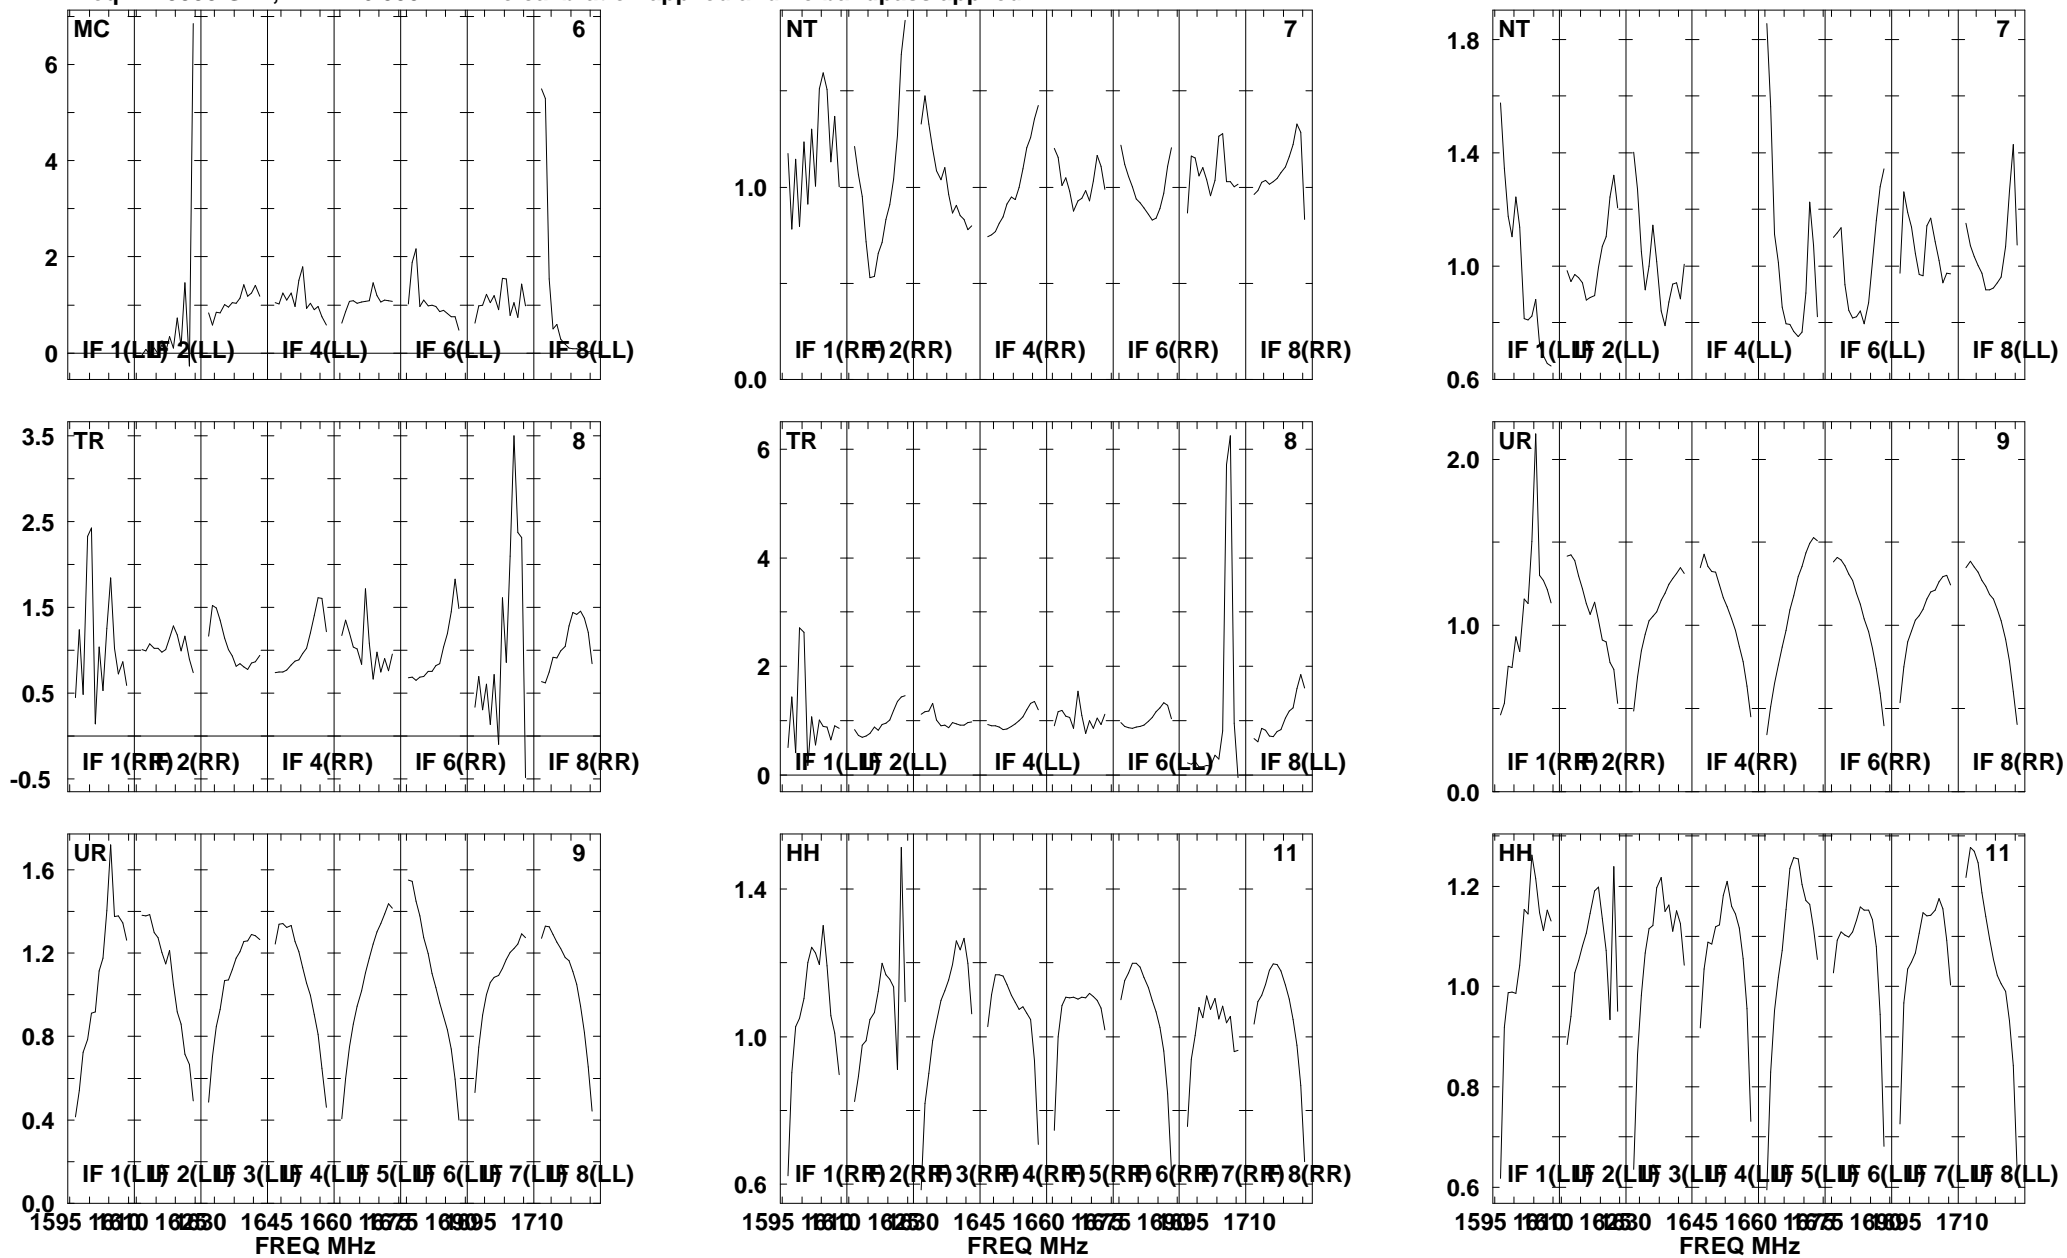 MC 6
6
4
2
0
IF 1(LL) IF 2(LL) IF 4(LL) IF 6(LL) IF 8(LL)
NT 7
1.0
0.0
IF 1(RR) IF 2(RR) IF 4(RR) IF 6(RR) IF 8(RR)
NT 7
1.8
1.4
1.0
0.6
IF 1(LL) IF 2(LL) IF 4(LL) IF 6(LL) IF 8(LL)
TR 8
3.5
2.5
1.5
0.5
-0.5
IF 1(RR) IF 2(RR) IF 4(RR) IF 6(RR) IF 8(RR)
TR 8
6
4
2
0
IF 1(LL) IF 2(LL) IF 4(LL) IF 6(LL) IF 8(LL)
UR 9
2.0
1.0
0.0
IF 1(RR) IF 2(RR) IF 4(RR) IF 6(RR) IF 8(RR)
UR 9
1.6
1.2
0.8
0.4
0.0
IF 1(LL) IF 2(LL) IF 3(LL) IF 4(LL) IF 5(LL) IF 6(LL) IF 7(LL) IF 8(LL)
1595 1610 1610 1625 1630 1645 1660 1675 1675 1690 1695 1710
FREQ MHz
HH 11
1.4
1.0
0.6
IF 1(RR) IF 2(RR) IF 3(RR) IF 4(RR) IF 5(RR) IF 6(RR) IF 7(RR) IF 8(RR)
1595 1610 1610 1625 1630 1645 1660 1675 1675 1690 1695 1710
FREQ MHz
HH 11
1.2
1.0
0.8
0.6
IF 1(LL) IF 2(LL) IF 3(LL) IF 4(LL) IF 5(LL) IF 6(LL) IF 7(LL) IF 8(LL)
1595 1610 1610 1625 1630 1645 1660 1675 1675 1690 1695 1710
FREQ MHz